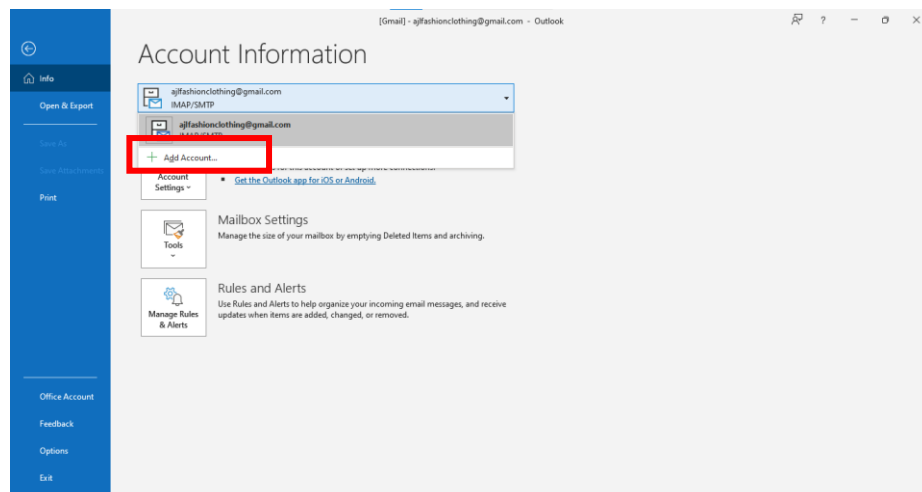 [Gmail] - ajlfashionclothing@gmail.com - Outlook
?
Account Information
Info
ajlfashionclothing@gmail.com
IMAP/SMTP
Open & Export
ajlfashionclothing@gmail.com
Save As
Add Account...
Save Attachments
Account
Settings
Get the Outlook app for iOS or Android.
Print
Mailbox Settings
Manage the size of your mailbox by emptying Deleted Items and archiving.
Tools
Rules and Alerts
Use Rules and Alerts to help organize your incoming email messages, and receive
updates when items are added, changed, or removed.
Manage Rules
& Alerts
Office Account
Feedback
Options
Exit